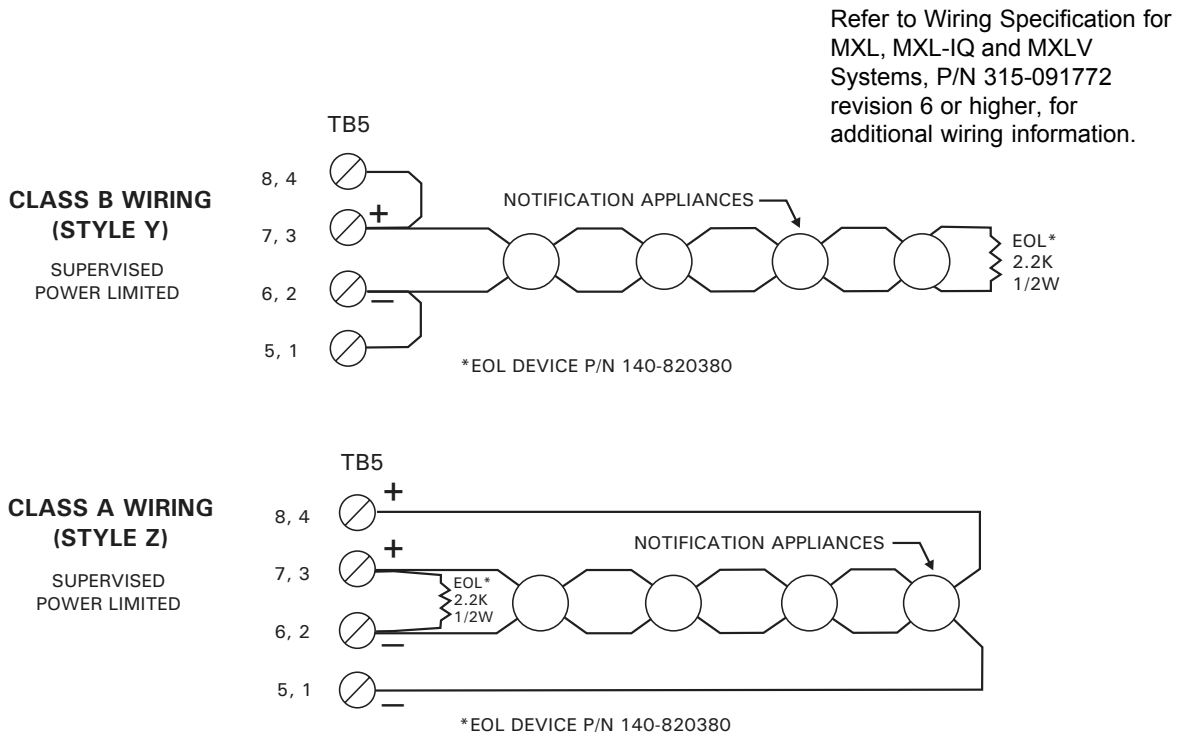 Refer to Wiring Specification for
MXL, MXL-IQ and MXLV
Systems, P/N 315-091772
revision 6 or higher, for
additional wiring information.
TB5
CLASS B WIRING
(STYLE Y)
SUPERVISED
POWER LIMITED
8, 4
7, 3
+
6, 2
–
5, 1
NOTIFICATION APPLIANCES
EOL*
2.2K
1/2W
*EOL DEVICE P/N 140-820380
TB5
CLASS A WIRING
(STYLE Z)
SUPERVISED
POWER LIMITED
8, 4
+
7, 3
+
6, 2
–
5, 1
–
EOL*
2.2K
1/2W
NOTIFICATION APPLIANCES
*EOL DEVICE P/N 140-820380